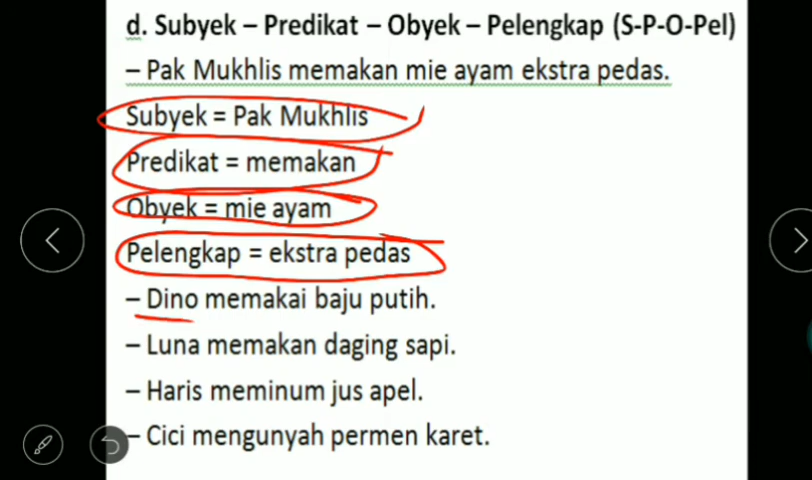 d. Subyek – Predikat – Obyek – Pelengkap (S-P-O-Pel)
– Pak Mukhlis memakan mie ayam ekstra pedas.
Subyek = Pak Mukhlis
Predikat = memakan
Obyek = mie ayam
Pelengkap = ekstra pedas
– Dino memakai baju putih.
– Luna memakan daging sapi.
– Haris meminum jus apel.
– Cici mengunyah permen karet.